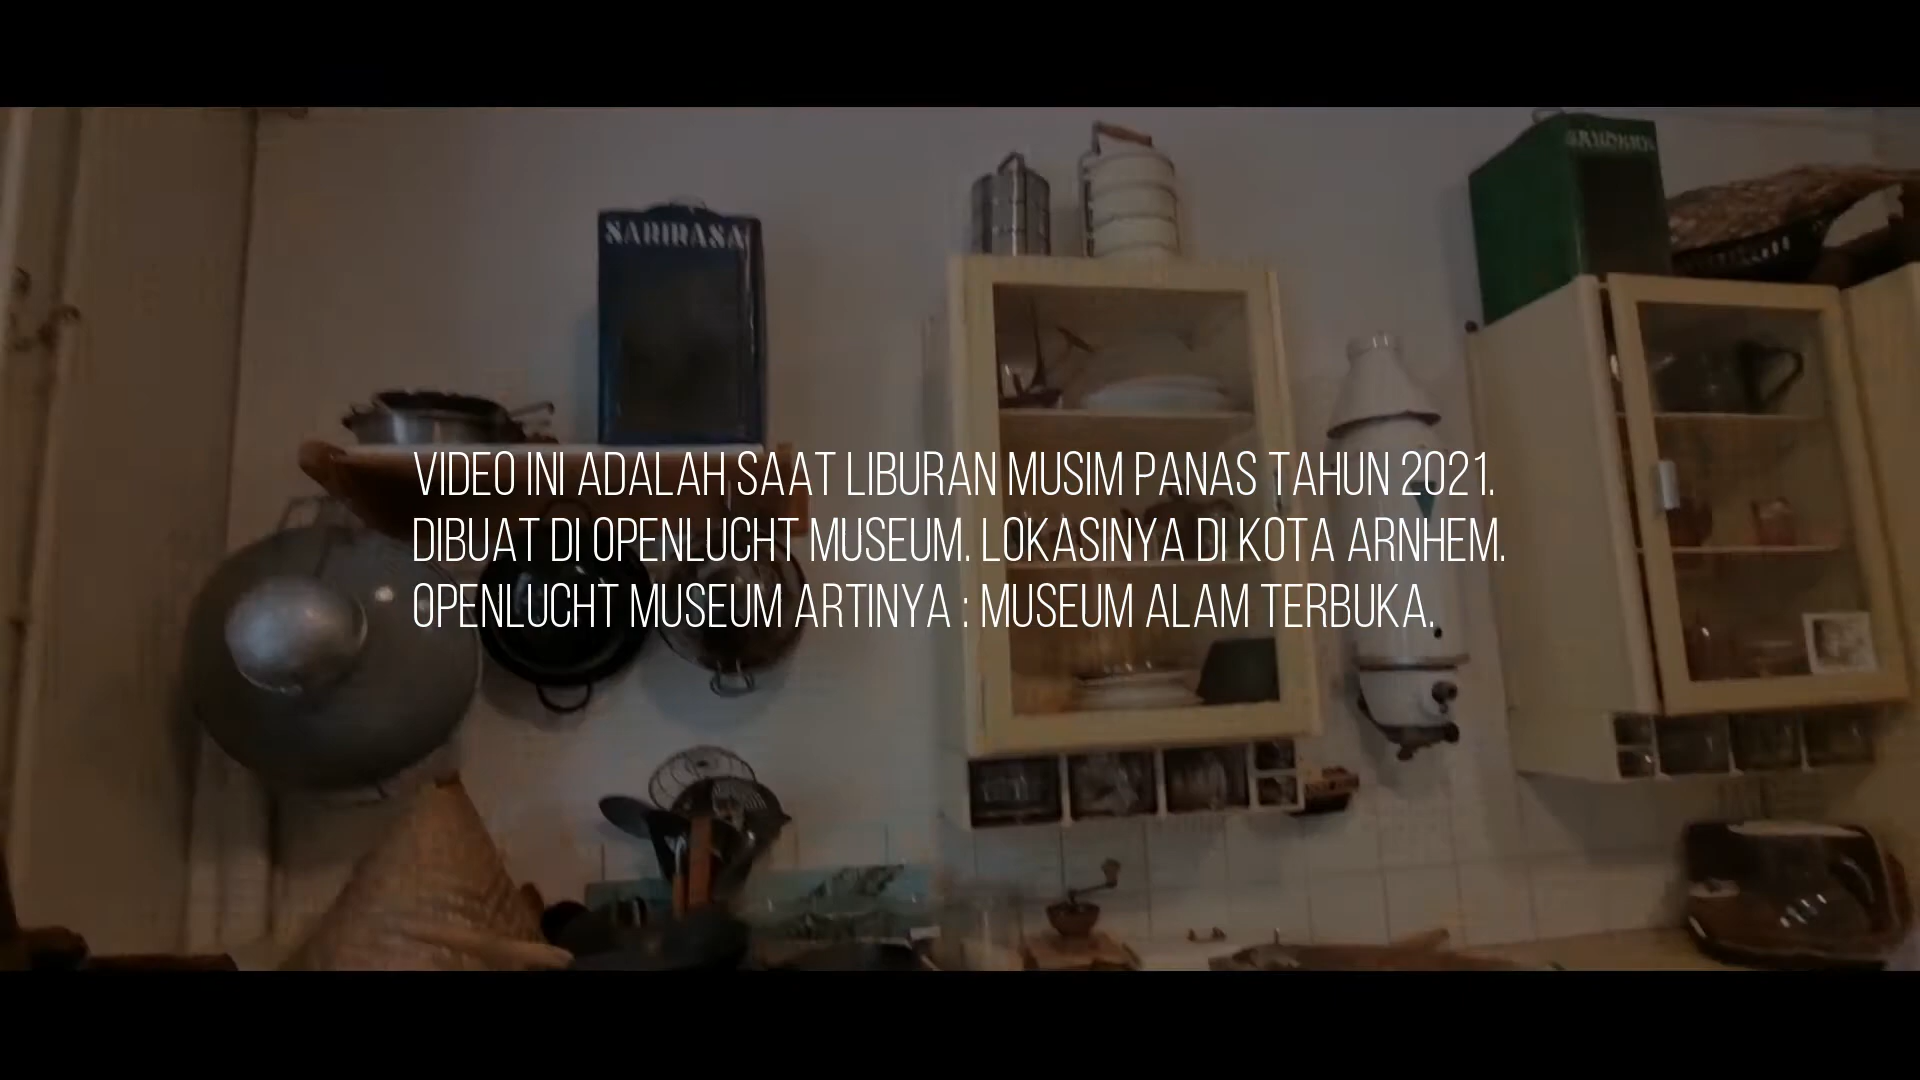 SARIRASA
VIDEO INI ADALAH SAAT LIBURAN MUSIM PANAS TAHUN 2021.
DIBUAT DI OPENLUCHT MUSEUM. LOKASINYA DI KOTA ARNHEM.
OPENLUCHT MUSEUM ARTINYA : MUSEUM ALAM TERBUKA.